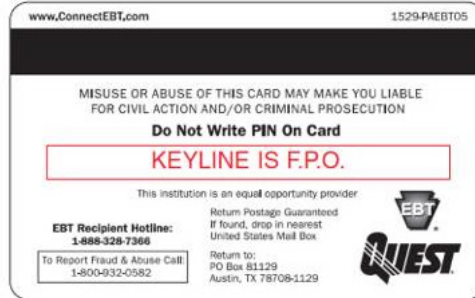 www.ConnectEBT.com 1529-PAEBT05
MISUSE OR ABUSE OF THIS CARD MAY MAKE YOU LIABLE
FOR CIVIL ACTION AND/OR CRIMINAL PROSECUTION
Do Not Write PIN On Card
KEYLINE IS F.P.O.
This institution is an equal opportunity provider
EBT Recipient Hotline:
1-888-328-7366
To Report Fraud & Abuse Call:
1-800-932-0582
Return Postage Guaranteed
If found, drop in nearest
United States Mail Box
Return to:
PO Box 81129
Austin, TX 78708-1129
EBT
QUEST